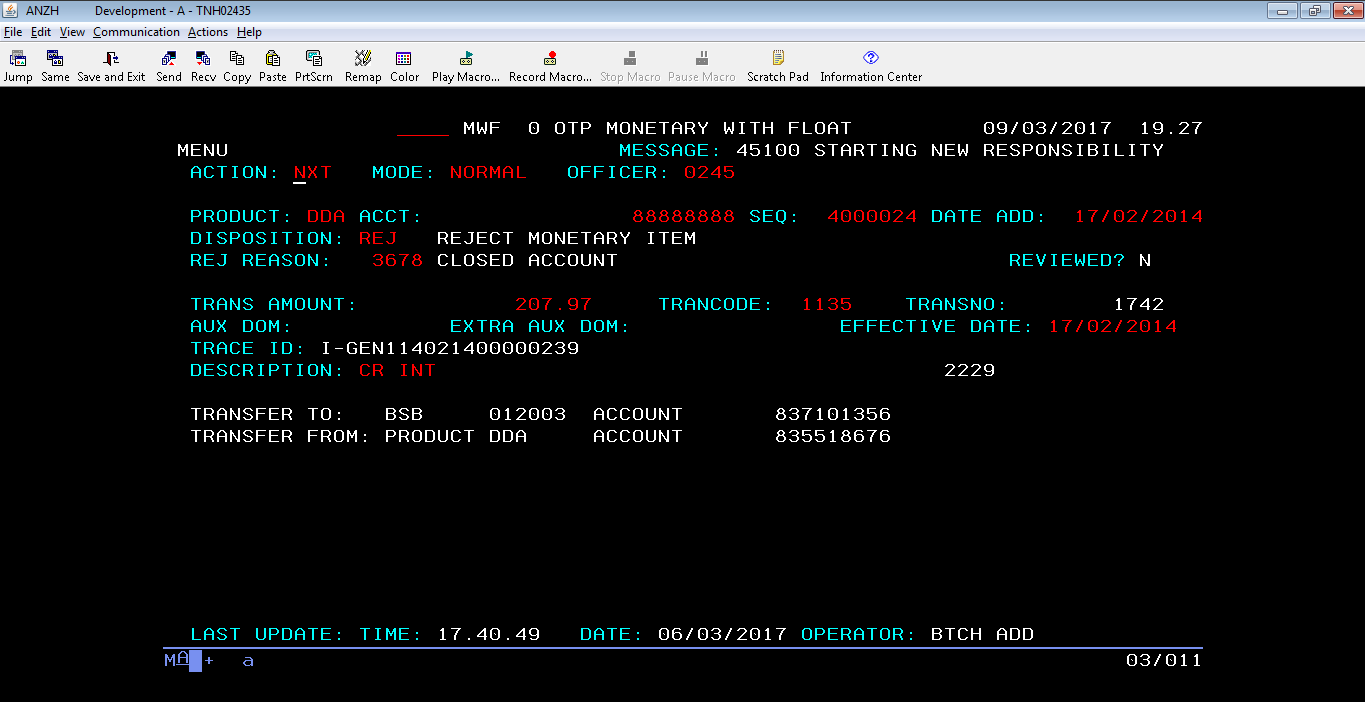 ANZH Development - A - TNH02435
File Edit View Communication Actions Help
Jump Same Save and Exit Send Recv Copy Paste PrtScrn Remap Color Play Macro... Record Macro... Stop Macro Pause Macro Scratch Pad Information Center
_____ MWF 0 OTP MONETARY WITH FLOAT 09/03/2017 19.27
MENU MESSAGE: 45100 STARTING NEW RESPONSIBILITY
ACTION: NXT MODE: NORMAL OFFICER: 0245
PRODUCT: DDA ACCT: 88888888 SEQ: 4000024 DATE ADD: 17/02/2014
DISPOSITION: REJ REJECT MONETARY ITEM
REJ REASON: 3678 CLOSED ACCOUNT REVIEWED? N
TRANS AMOUNT: 207.97 TRANCODE: 1135 TRANSNO: 1742
AUX DOM: EXTRA AUX DOM: EFFECTIVE DATE: 17/02/2014
TRACE ID: I-GEN114021400000239
DESCRIPTION: CR INT 2229
TRANSFER TO: BSB 012003 ACCOUNT 837101356
TRANSFER FROM: PRODUCT DDA ACCOUNT 835518676
LAST UPDATE: TIME: 17.40.49 DATE: 06/03/2017 OPERATOR: BTCH ADD
MA + a 03/011